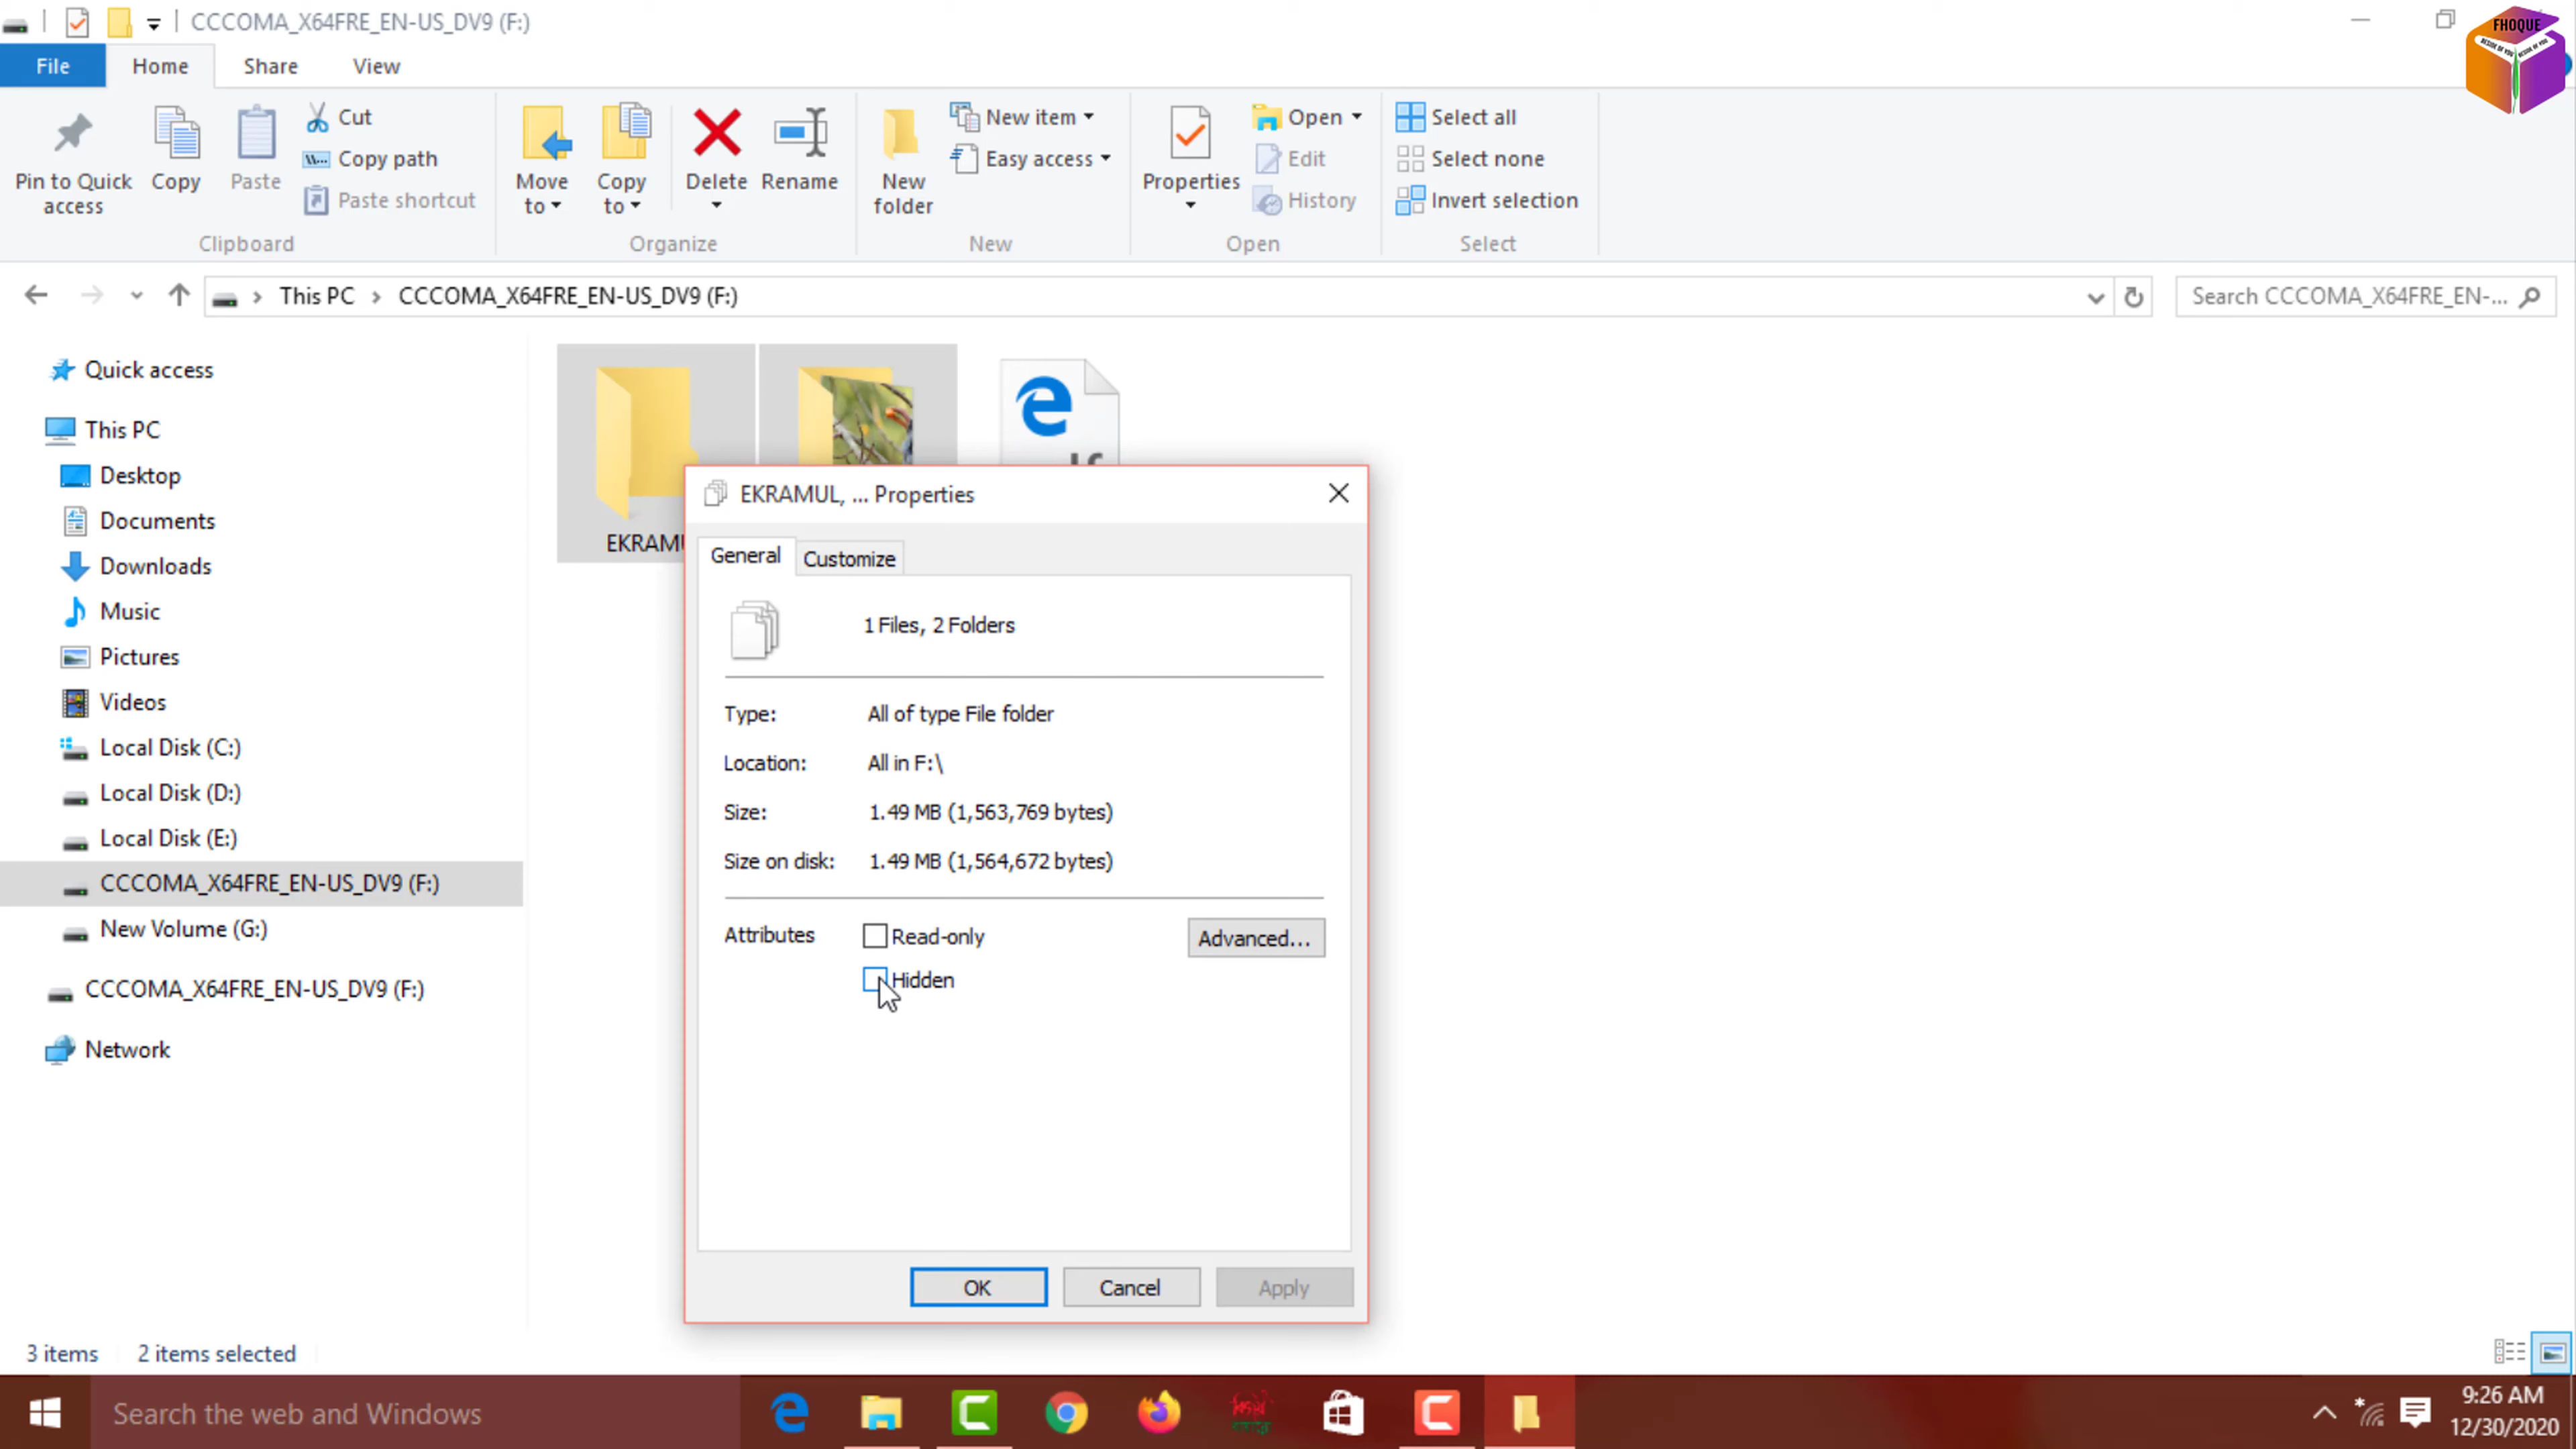 CCCOMA_X64FRE_EN-US_DV9 (F:)
FHOQUE
BESIDE OF YOU BESIDE OF YOU
File Home Share View
Pin to Quick access
Copy
Paste
Cut
Copy path
Paste shortcut
Clipboard
Move to
Copy to
Delete
Rename
Organize
New folder
New item
Easy access
New
Properties
Open
Edit
History
Open
Select all
Select none
Invert selection
Select
This PC > CCCOMA_X64FRE_EN-US_DV9 (F:)
Search CCCOMA_X64FRE_EN-...
Quick access
This PC
Desktop
Documents
Downloads
Music
Pictures
Videos
Local Disk (C:)
Local Disk (D:)
Local Disk (E:)
CCCOMA_X64FRE_EN-US_DV9 (F:)
New Volume (G:)
CCCOMA_X64FRE_EN-US_DV9 (F:)
Network
EKRAMU
EKRAMUL, ... Properties
General Customize
1 Files, 2 Folders
Type: All of type File folder
Location: All in F:\
Size: 1.49 MB (1,563,769 bytes)
Size on disk: 1.49 MB (1,564,672 bytes)
Attributes Read-only Advanced...
Hidden
OK Cancel Apply
3 items 2 items selected
Search the web and Windows
9:26 AM
12/30/2020